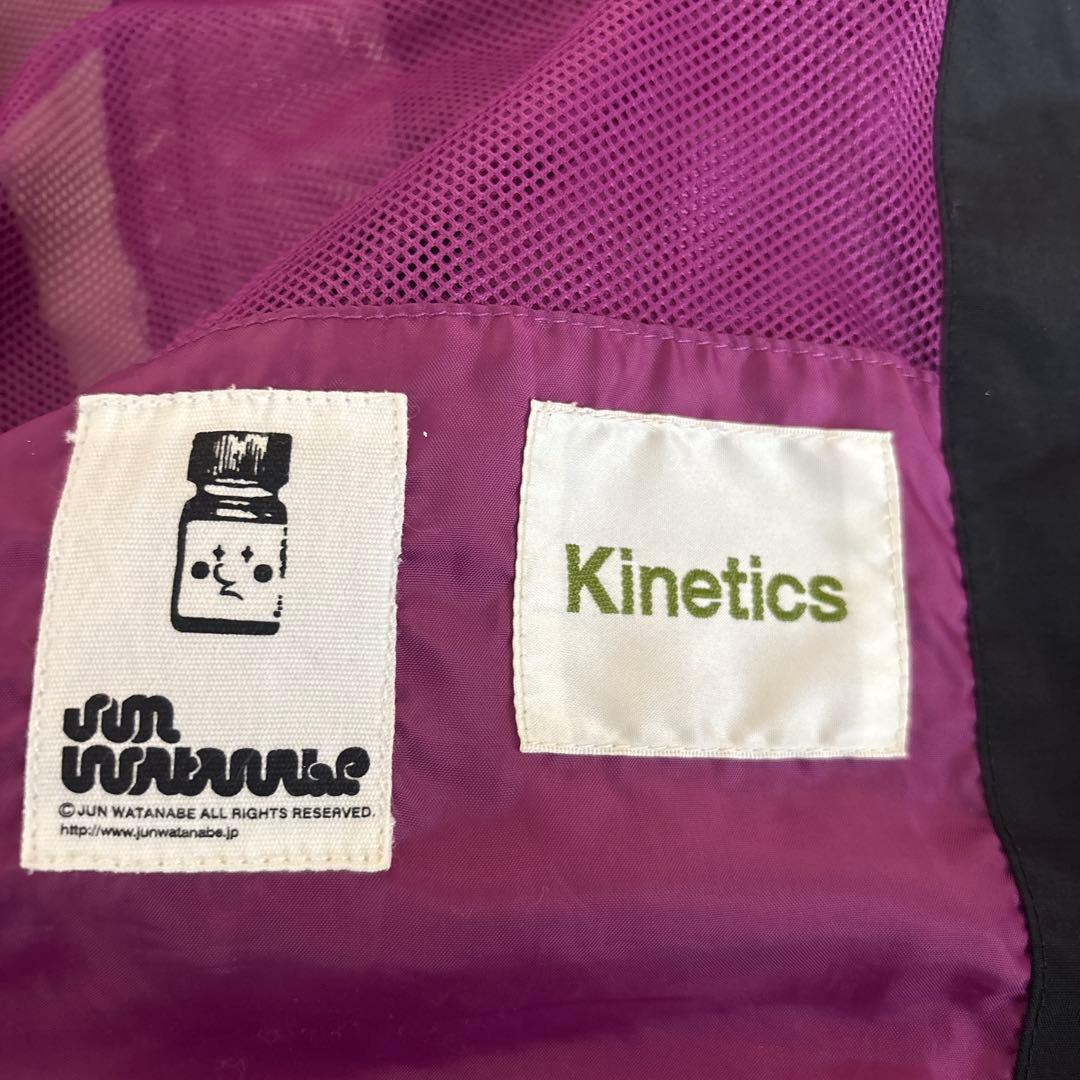 JUN
WATANABE
© JUN WATANABE ALL RIGHTS RESERVED.
http://www.junwatanabe.jp
Kinetics